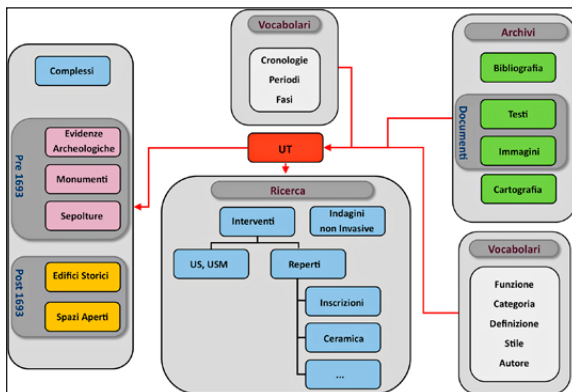 Complessi
Pre 1693
Evidenze
Archeologiche
Monumenti
Sepolture
Post 1693
Edifici Storici
Spazi Aperti
Vocabolari
Cronologie
Periodi
Fasi
UT
Ricerca
Interventi
Indagini
non Invasive
US, USM
Reperti
Inscrizioni
Ceramica
...
Archivi
Bibliografia
Documenti
Testi
Immagini
Cartografia
Vocabolari
Funzione
Categoria
Definizione
Stile
Autore